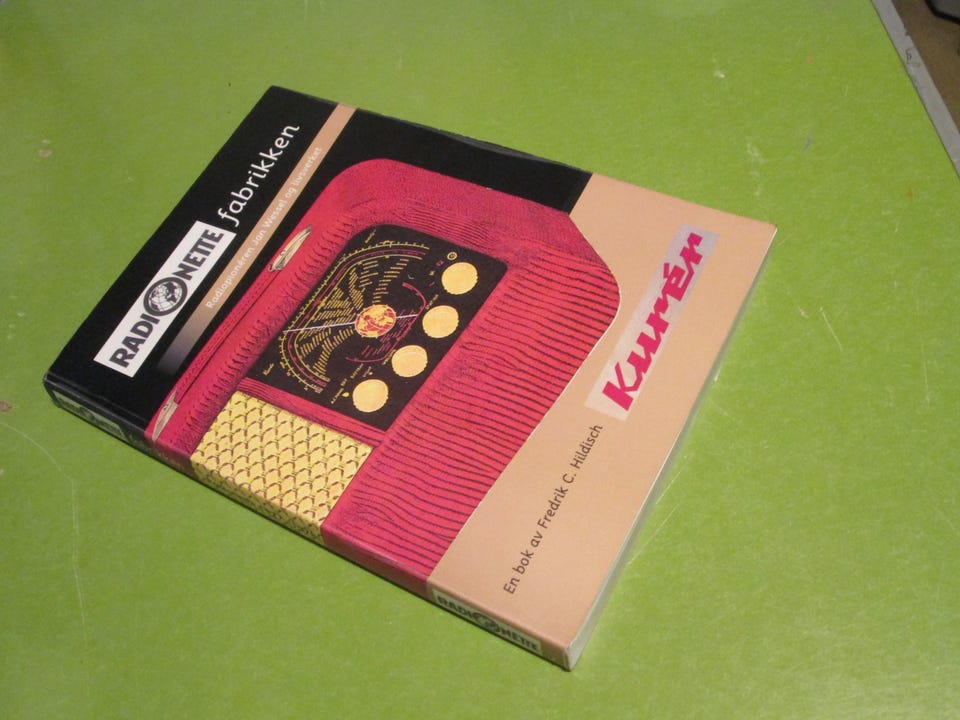 RADIONETTE fabrikken
Radiopionéren Jan Wessel og livsverket
Kurér
En bok av Fredrik C. Hildisch
RADIONETTE